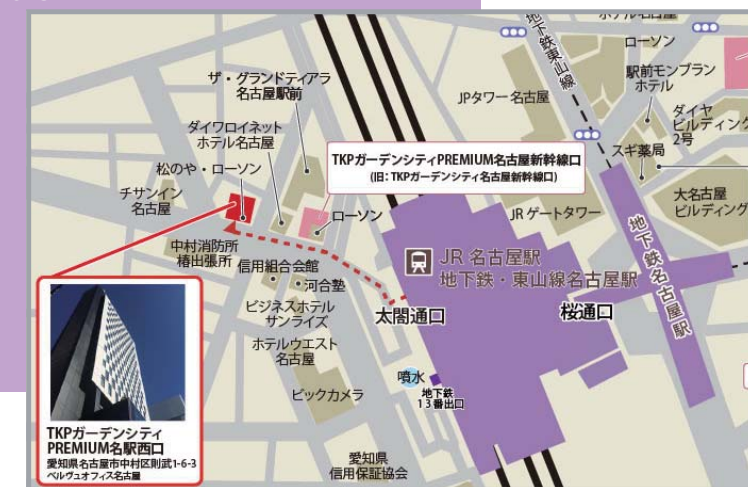 ホテル名古屋
地下鉄東山線
ローソン
ザ・グランドティアラ
名古屋駅前
JPタワー名古屋
駅前モンブラン
ホテル
ダイヤ
ビルディング
2号
ダイワロイネット
ホテル名古屋
TKPガーデンシティPREMIUM名古屋新幹線口
(旧:TKPガーデンシティ名古屋新幹線口)
スギ薬局
松のや・ローソン
チサンイン
名古屋
ローソン
JRゲートタワー
大名古屋
ビルディング
中村消防所
椿出張所
信用組合会館
河合塾
JR 名古屋駅
地下鉄・東山線名古屋駅
地下鉄名古屋駅
ビジネスホテル
サンライズ
太閤通口
桜通口
ホテルウエスト
名古屋
噴水
地下鉄
13番出口
ビックカメラ
TKPガーデンシティ
PREMIUM名駅西口
愛知県名古屋市中村区則武1-6-3
ベルヴュオフィス名古屋
愛知県
信用保証協会